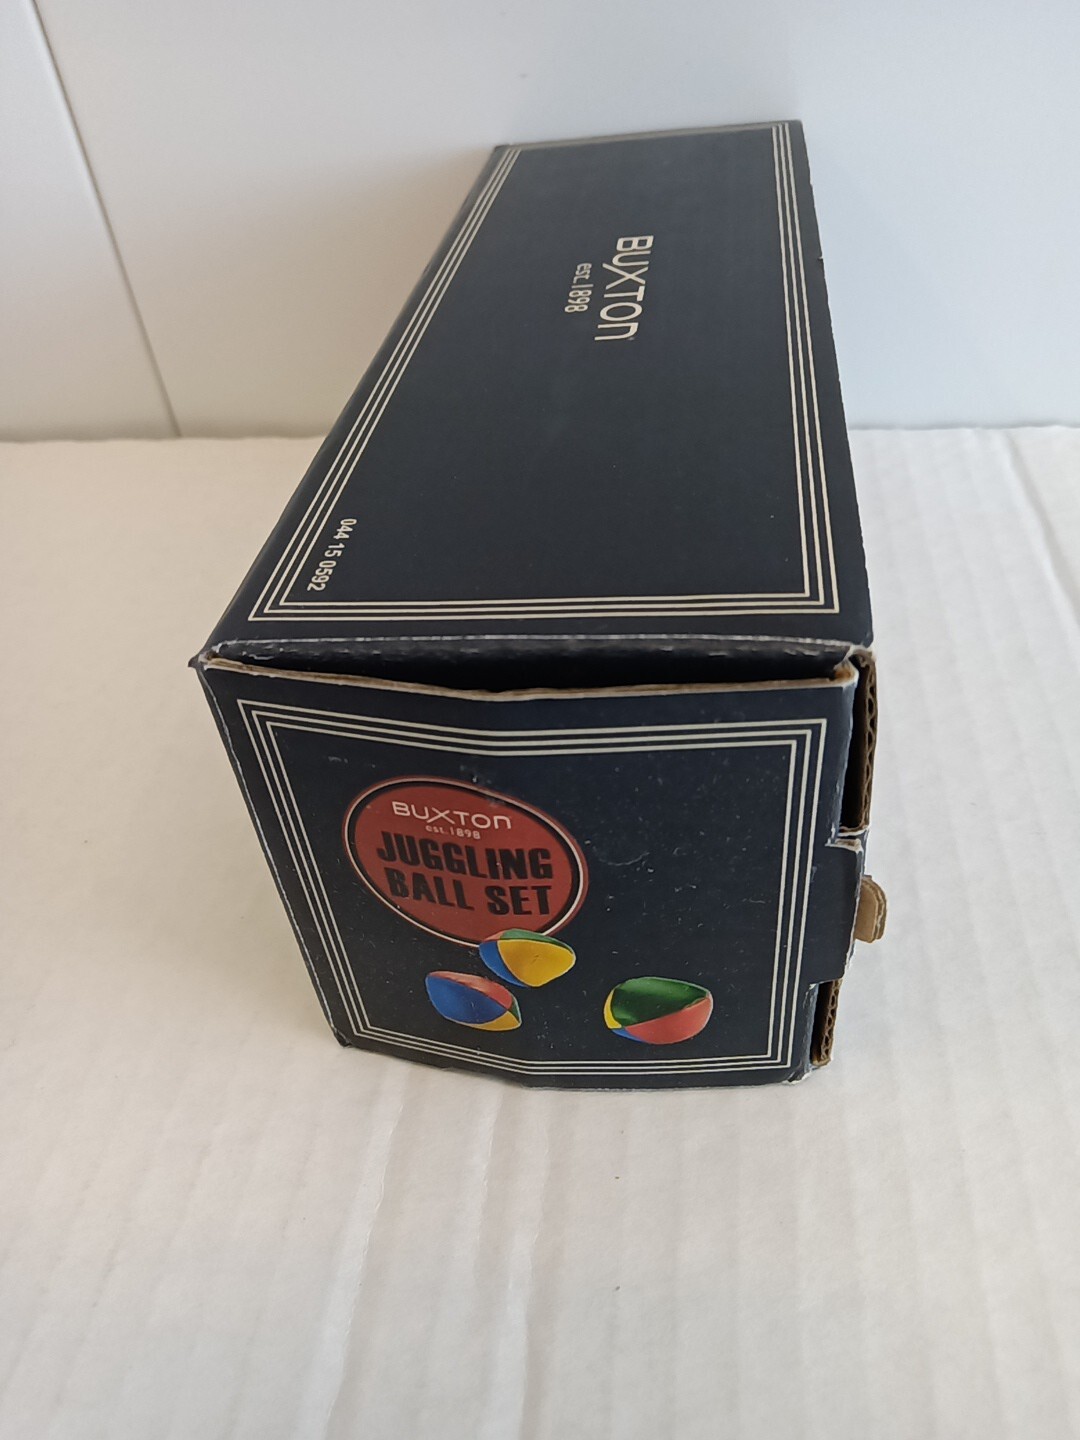 BUXTON
est.1898
044 15 0592
BUXTON
est.1898
JUGGLING
BALL SET